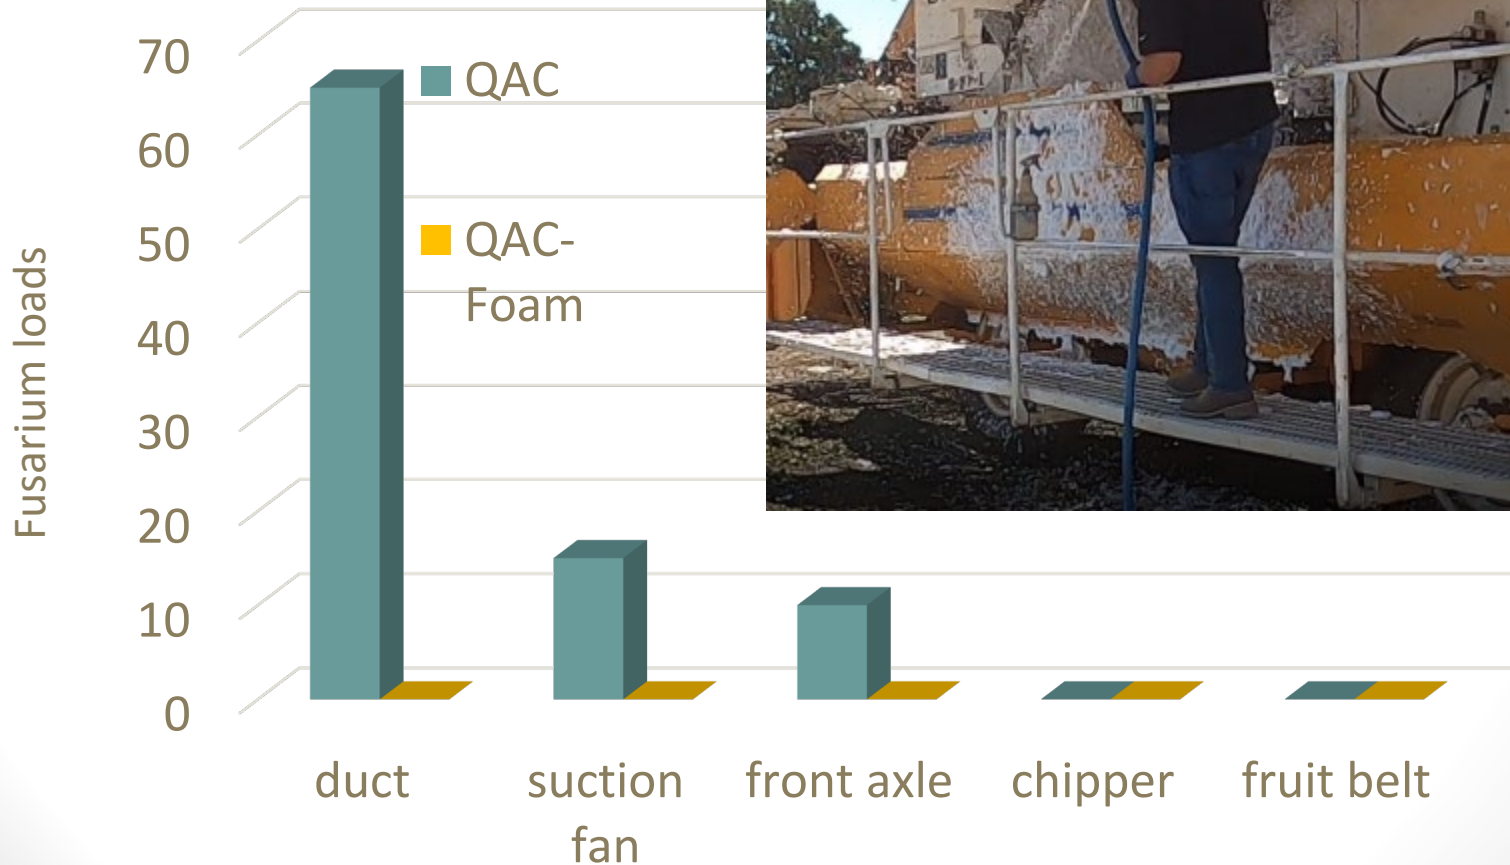 70
60
50
40
30
20
10
0
Fusarium loads
QAC
QAC-
Foam
duct
suction
fan
front axle
chipper
fruit belt